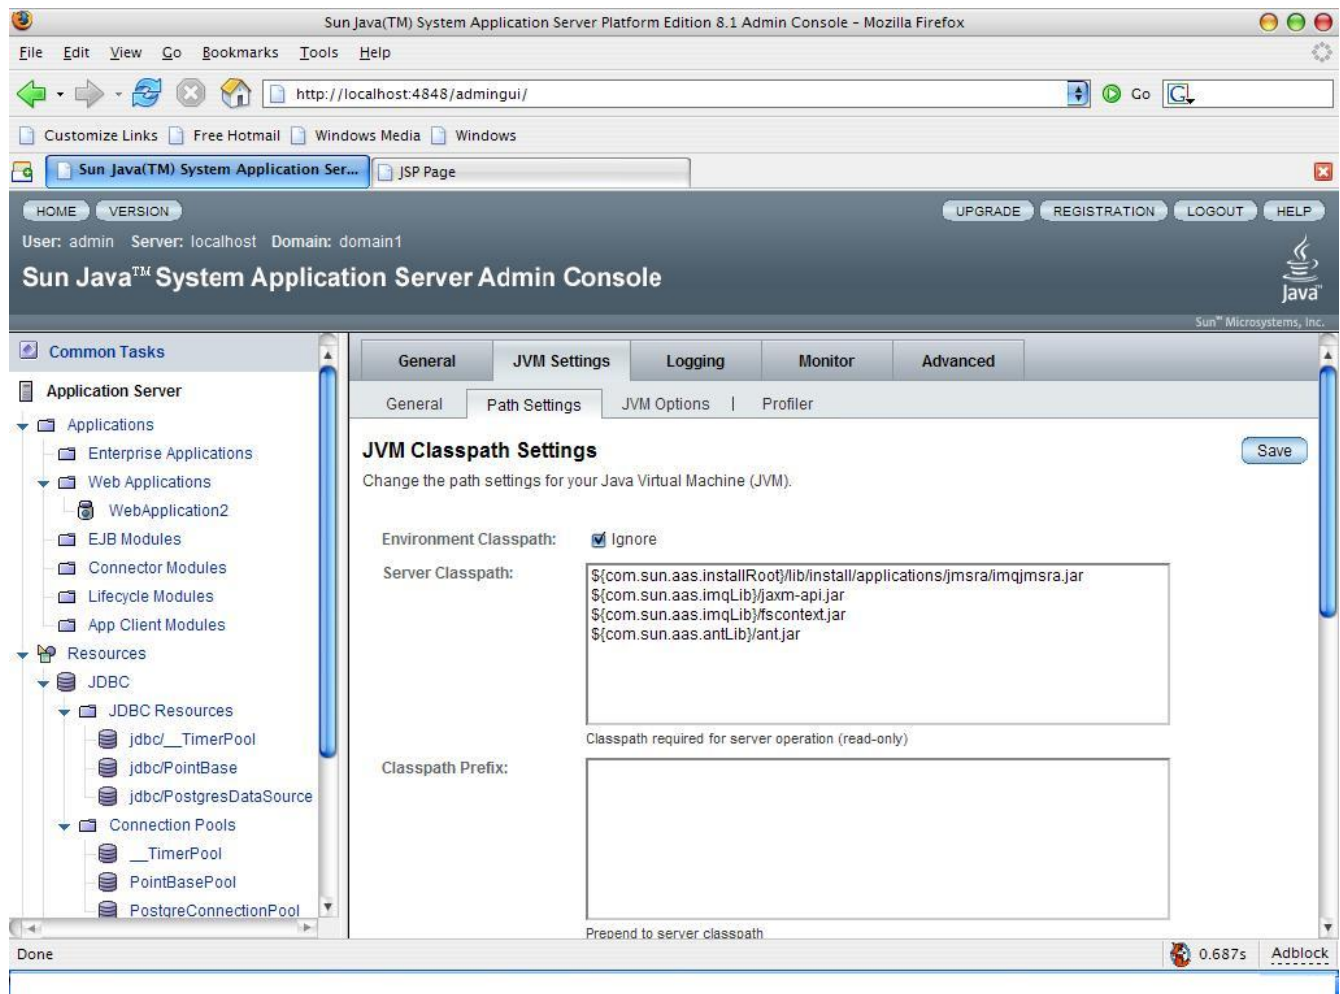 Sun Java(TM) System Application Server Platform Edition 8.1 Admin Console - Mozilla Firefox
File Edit View Go Bookmarks Tools Help
http://localhost:4848/admingui/ Go G
Customize Links Free Hotmail Windows Media Windows
Sun Java(TM) System Application Ser... JSP Page
HOME VERSION UPGRADE REGISTRATION LOGOUT HELP
User: admin Server: localhost Domain: domain1
Sun Java™ System Application Server Admin Console
Java™
Sun™ Microsystems, Inc.
Common Tasks
Application Server
Applications
Enterprise Applications
Web Applications
WebApplication2
EJB Modules
Connector Modules
Lifecycle Modules
App Client Modules
Resources
JDBC
JDBC Resources
jdbc/__TimerPool
jdbc/PointBase
jdbc/PostgresDataSource
Connection Pools
__TimerPool
PointBasePool
PostgreConnectionPool
General JVM Settings Logging Monitor Advanced
General Path Settings JVM Options | Profiler
JVM Classpath Settings Save
Change the path settings for your Java Virtual Machine (JVM).
Environment Classpath: Ignore
Server Classpath:
${com.sun.aas.installRoot}/lib/install/applications/jmsra/imqjmsra.jar
${com.sun.aas.imqLib}/jaxm-api.jar
${com.sun.aas.imqLib}/fscontext.jar
${com.sun.aas.antLib}/ant.jar
Classpath required for server operation (read-only)
Classpath Prefix:
Prepend to server classpath
Done 0.687s Adblock